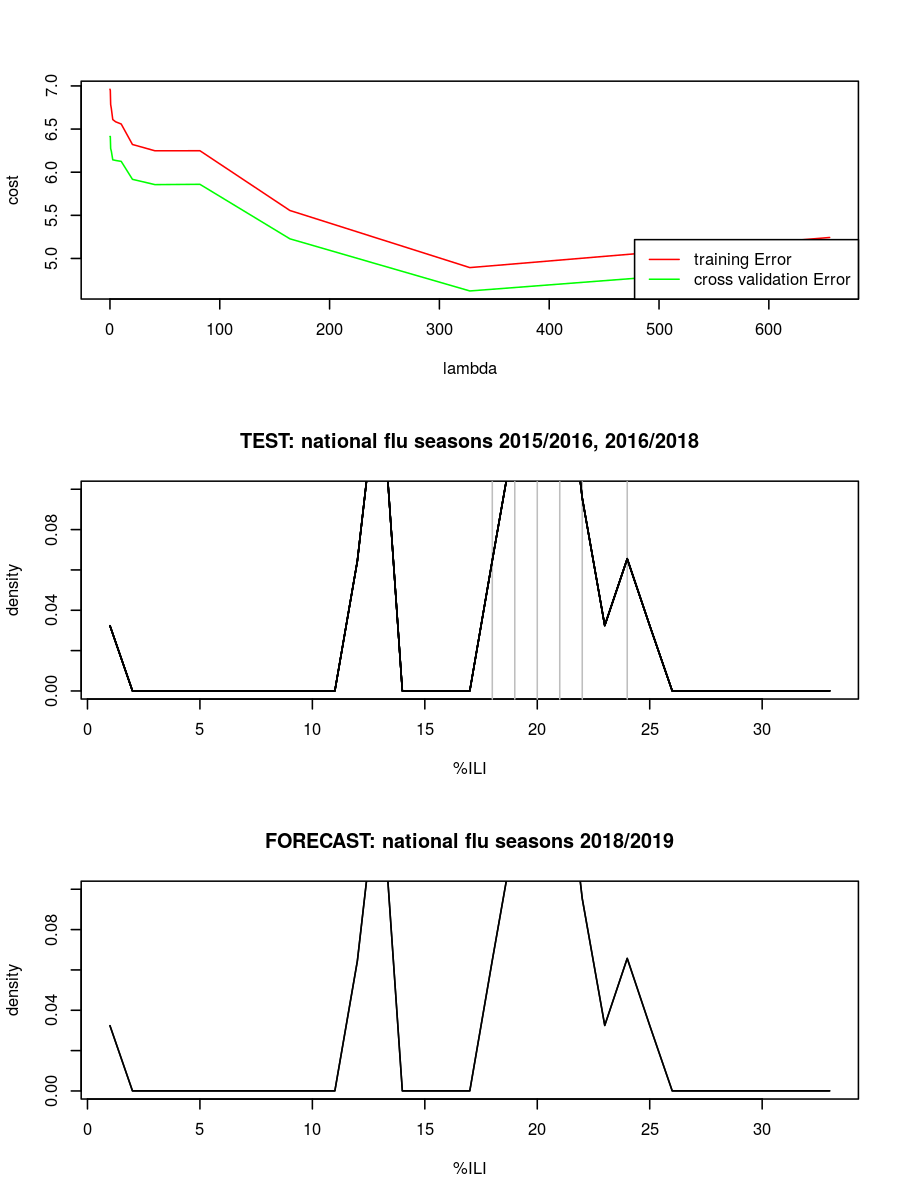 7.0
6.5
6.0
5.5
5.0
cost
training Error
cross validation Error
0 100 200 300 400 500 600
lambda
TEST: national flu seasons 2015/2016, 2016/2018
0.08
0.04
0.00
density
0 5 10 15 20 25 30
%ILI
FORECAST: national flu seasons 2018/2019
0.08
0.04
0.00
density
0 5 10 15 20 25 30
%ILI